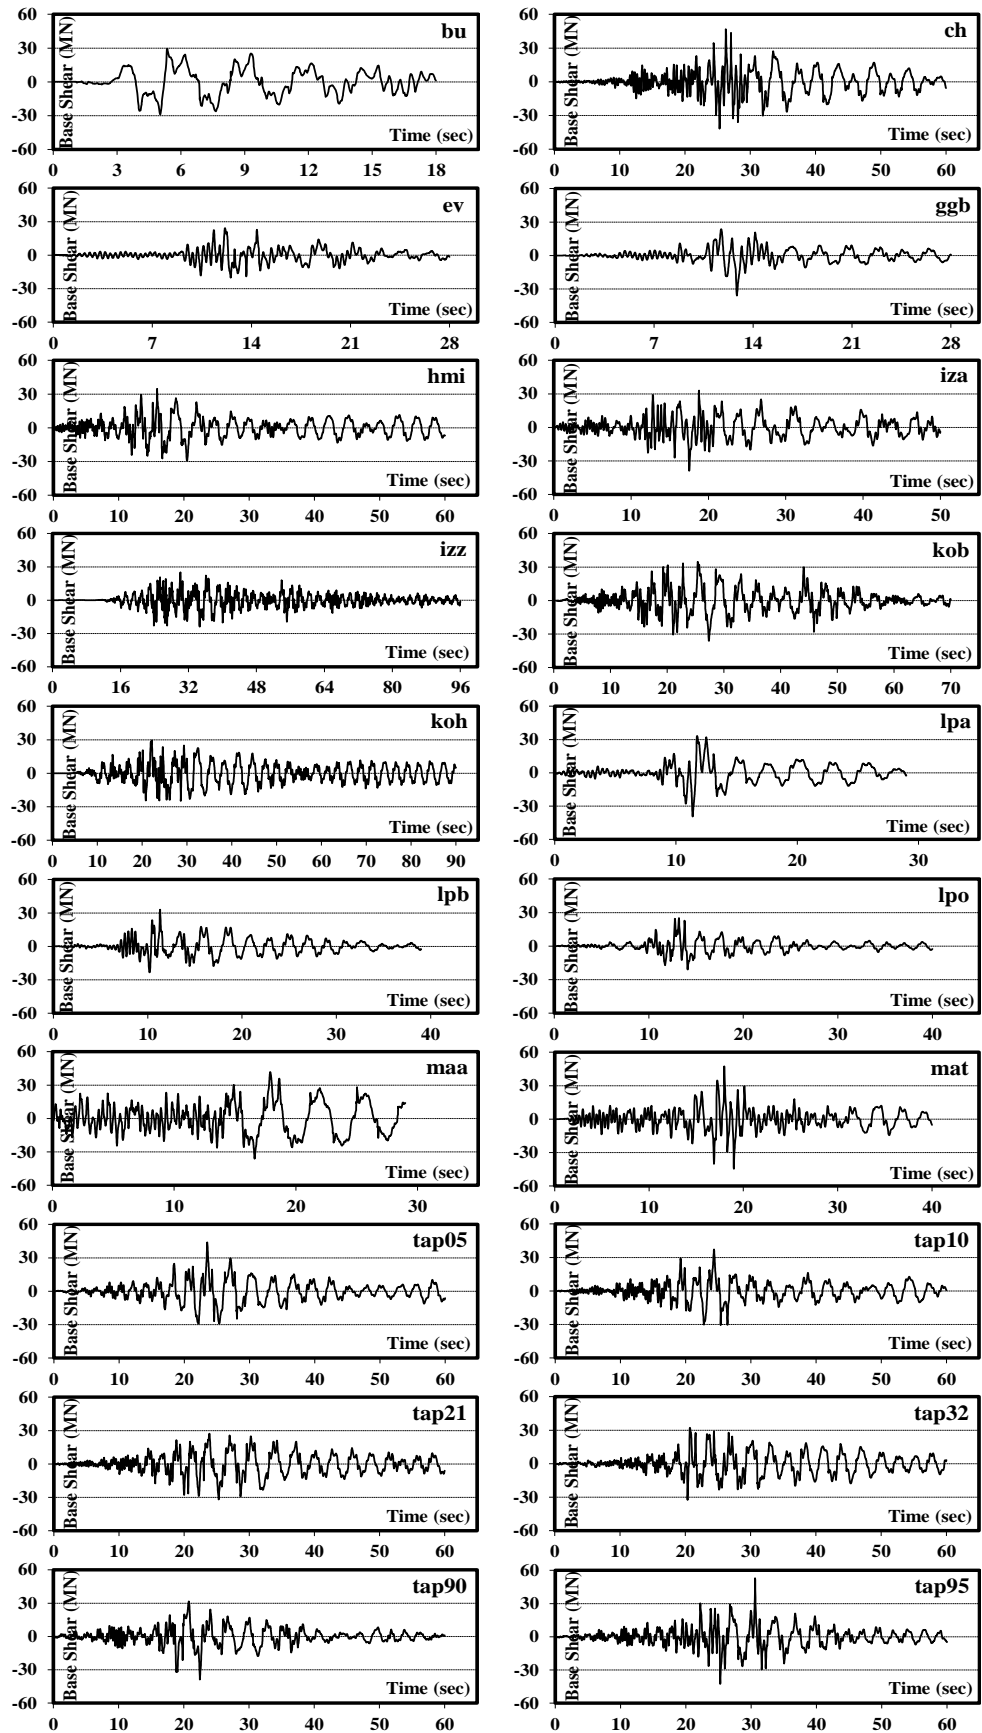 60
30
0
-30
-60
Base Shear (MN)
bu
Time (sec)
0 3 6 9 12 15 18
60
30
0
-30
-60
Base Shear (MN)
ch
Time (sec)
0 10 20 30 40 50 60
60
30
0
-30
-60
Base Shear (MN)
ev
Time (sec)
0 7 14 21 28
60
30
0
-30
-60
Base Shear (MN)
ggb
Time (sec)
0 7 14 21 28
60
30
0
-30
-60
Base Shear (MN)
hmi
Time (sec)
0 10 20 30 40 50 60
60
30
0
-30
-60
Base Shear (MN)
iza
Time (sec)
0 10 20 30 40 50
60
30
0
-30
-60
Base Shear (MN)
izz
Time (sec)
0 16 32 48 64 80 96
60
30
0
-30
-60
Base Shear (MN)
kob
Time (sec)
0 10 20 30 40 50 60 70
60
30
0
-30
-60
Base Shear (MN)
koh
Time (sec)
0 10 20 30 40 50 60 70 80 90
60
30
0
-30
-60
Base Shear (MN)
lpa
Time (sec)
0 10 20 30
60
30
0
-30
-60
Base Shear (MN)
lpb
Time (sec)
0 10 20 30 40
60
30
0
-30
-60
Base Shear (MN)
lpo
Time (sec)
0 10 20 30 40
60
30
0
-30
-60
Base Shear (MN)
maa
Time (sec)
0 10 20 30
60
30
0
-30
-60
Base Shear (MN)
mat
Time (sec)
0 10 20 30 40
60
30
0
-30
-60
Base Shear (MN)
tap05
Time (sec)
0 10 20 30 40 50 60
60
30
0
-30
-60
Base Shear (MN)
tap10
Time (sec)
0 10 20 30 40 50 60
60
30
0
-30
-60
Base Shear (MN)
tap21
Time (sec)
0 10 20 30 40 50 60
60
30
0
-30
-60
Base Shear (MN)
tap32
Time (sec)
0 10 20 30 40 50 60
60
30
0
-30
-60
Base Shear (MN)
tap90
Time (sec)
0 10 20 30 40 50 60
60
30
0
-30
-60
Base Shear (MN)
tap95
Time (sec)
0 10 20 30 40 50 60